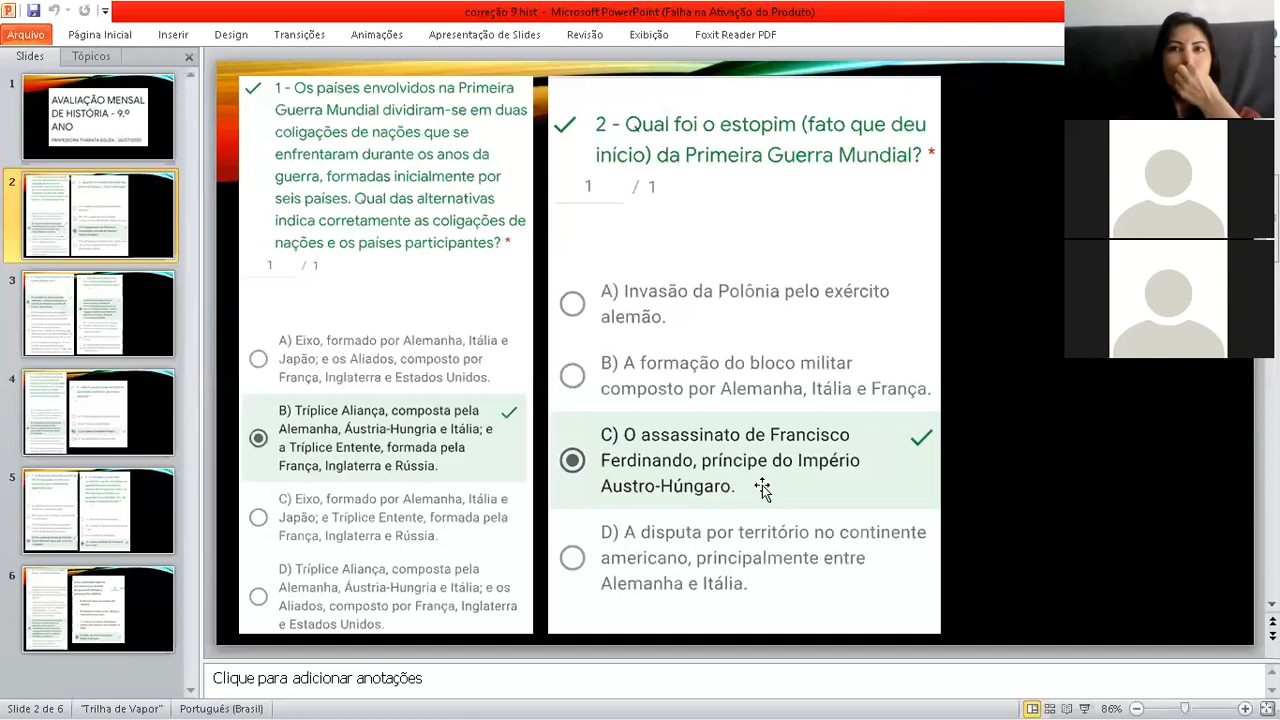 correção 9 hist - Microsoft PowerPoint (Falha na Ativação do Produto)
Arquivo
Página Inicial
Inserir
Design
Transições
Animações
Apresentação de Slides
Revisão
Exibição
Foxit Reader PDF
Slides
Tópicos
1
AVALIAÇÃO MENSAL
DE HISTÓRIA - 9.º
ANO
3
6
1 - Os países envolvidos na Primeira
Guerra Mundial dividiram-se em duas
coligações de nações que se
enfrentaram durante os anos da
guerra, formadas inicialmente por
seis países. Qual das alternativas
indica corretamente as coligações de
nações e os países participantes? *
1 / 1
A) Eixo, formado por Alemanha, Itália e
Japão; e os Aliados, composto por
França, Inglaterra e Estados Unidos.
B) Tríplice Aliança, composta pela
Alemanha, Áustria-Hungria e Itália e
a Tríplice Entente, formada pela
França, Inglaterra e Rússia.
C) Eixo, formado por Alemanha, Itália e
Japão e Tríplice Entente, formada pela
França, Inglaterra e Rússia.
D) Tríplice Aliança, composta pela
Alemanha, Áustria-Hungria e Itália e os
Aliados, composto por França, Inglaterra
e Estados Unidos.
2 - Qual foi o estopim (fato que deu
início) da Primeira Guerra Mundial? *
1 / 1
A) Invasão da Polônia pelo exército
alemão.
B) A formação do bloco militar
composto por Alemanha, Itália e França.
C) O assassinato de Francisco
Ferdinando, príncipe do Império
Austro-Húngaro.
D) A disputa por território no continente
americano, principalmente entre
Alemanha e Itália.
Clique para adicionar anotações
Slide 2 de 6
"Trilha de Vapor"
Português (Brasil)
86%